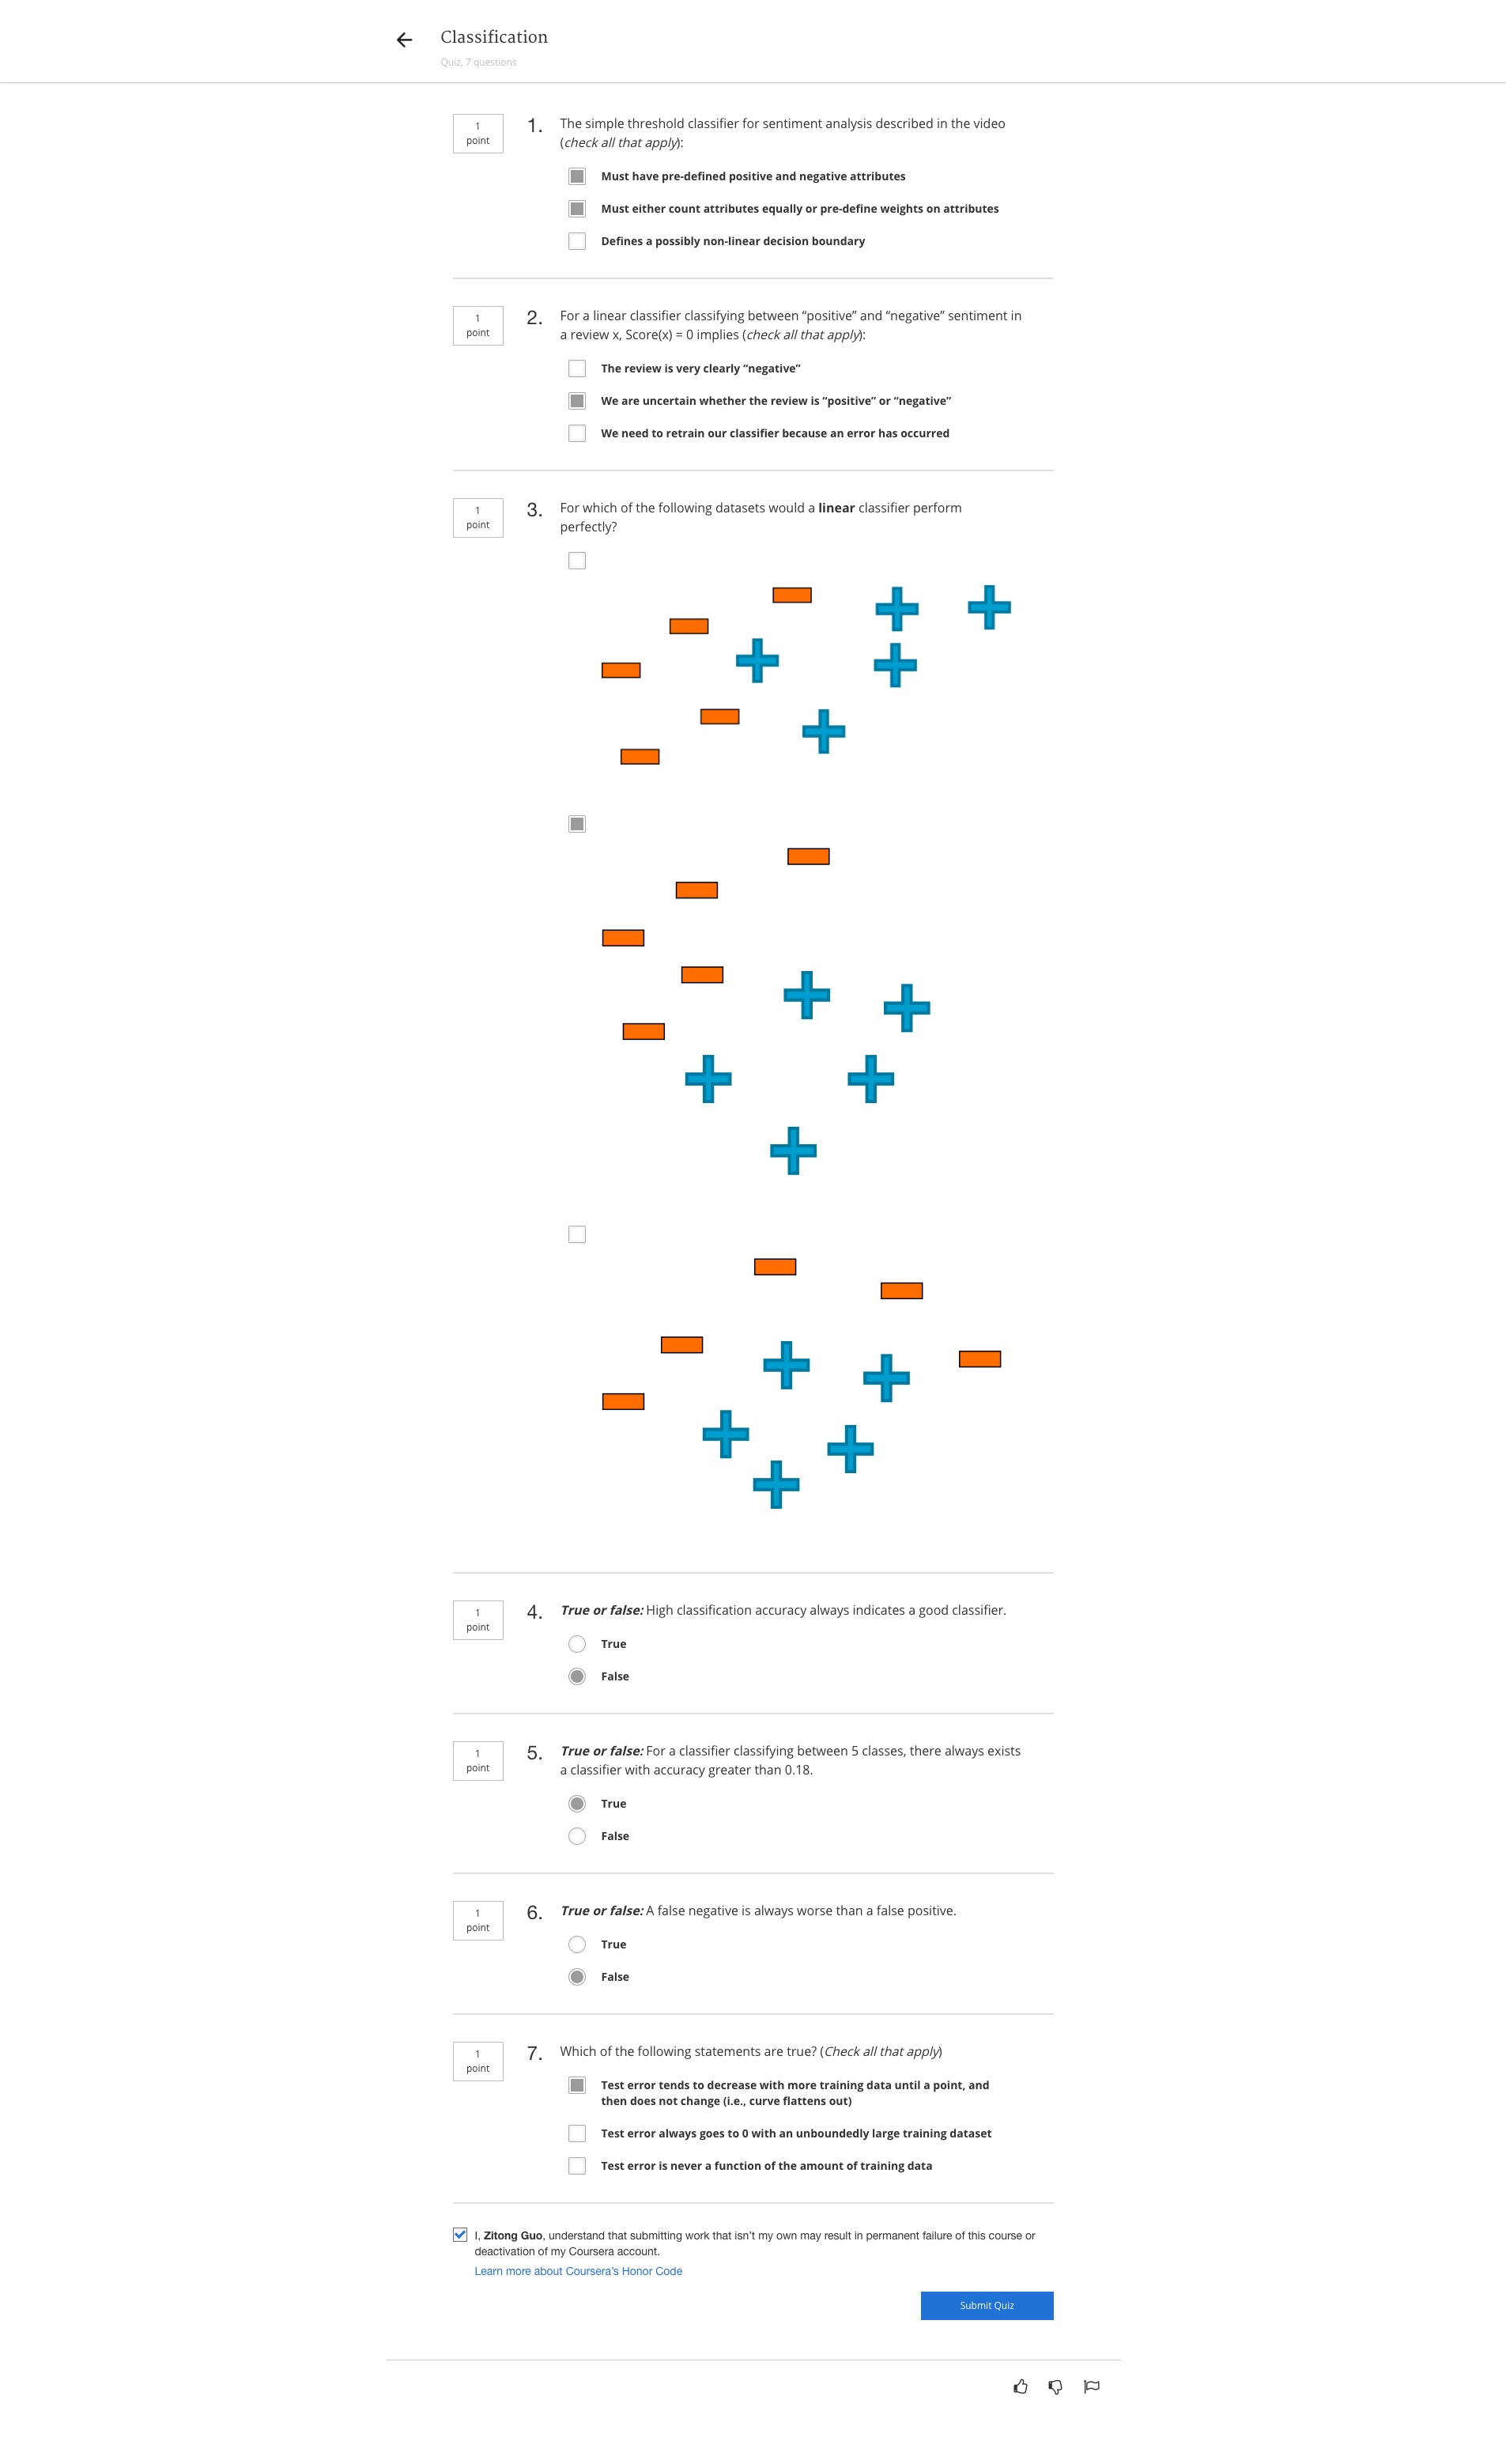 Classification
Quiz, 7 questions
1
point
1.
The simple threshold classifier for sentiment analysis described in the video
(check all that apply):
Must have pre-defined positive and negative attributes
Must either count attributes equally or pre-define weights on attributes
Defines a possibly non-linear decision boundary
1
point
2.
For a linear classifier classifying between “positive” and “negative” sentiment in
a review x, Score(x) = 0 implies (check all that apply):
The review is very clearly “negative”
We are uncertain whether the review is “positive” or “negative”
We need to retrain our classifier because an error has occurred
1
point
3.
For which of the following datasets would a linear classifier perform
perfectly?
1
point
4.
True or false: High classification accuracy always indicates a good classifier.
True
False
1
point
5.
True or false: For a classifier classifying between 5 classes, there always exists
a classifier with accuracy greater than 0.18.
True
False
1
point
6.
True or false: A false negative is always worse than a false positive.
True
False
1
point
7.
Which of the following statements are true? (Check all that apply)
Test error tends to decrease with more training data until a point, and
then does not change (i.e., curve flattens out)
Test error always goes to 0 with an unboundedly large training dataset
Test error is never a function of the amount of training data
I, Zitong Guo, understand that submitting work that isn’t my own may result in permanent failure of this course or
deactivation of my Coursera account.
Learn more about Coursera’s Honor Code
Submit Quiz